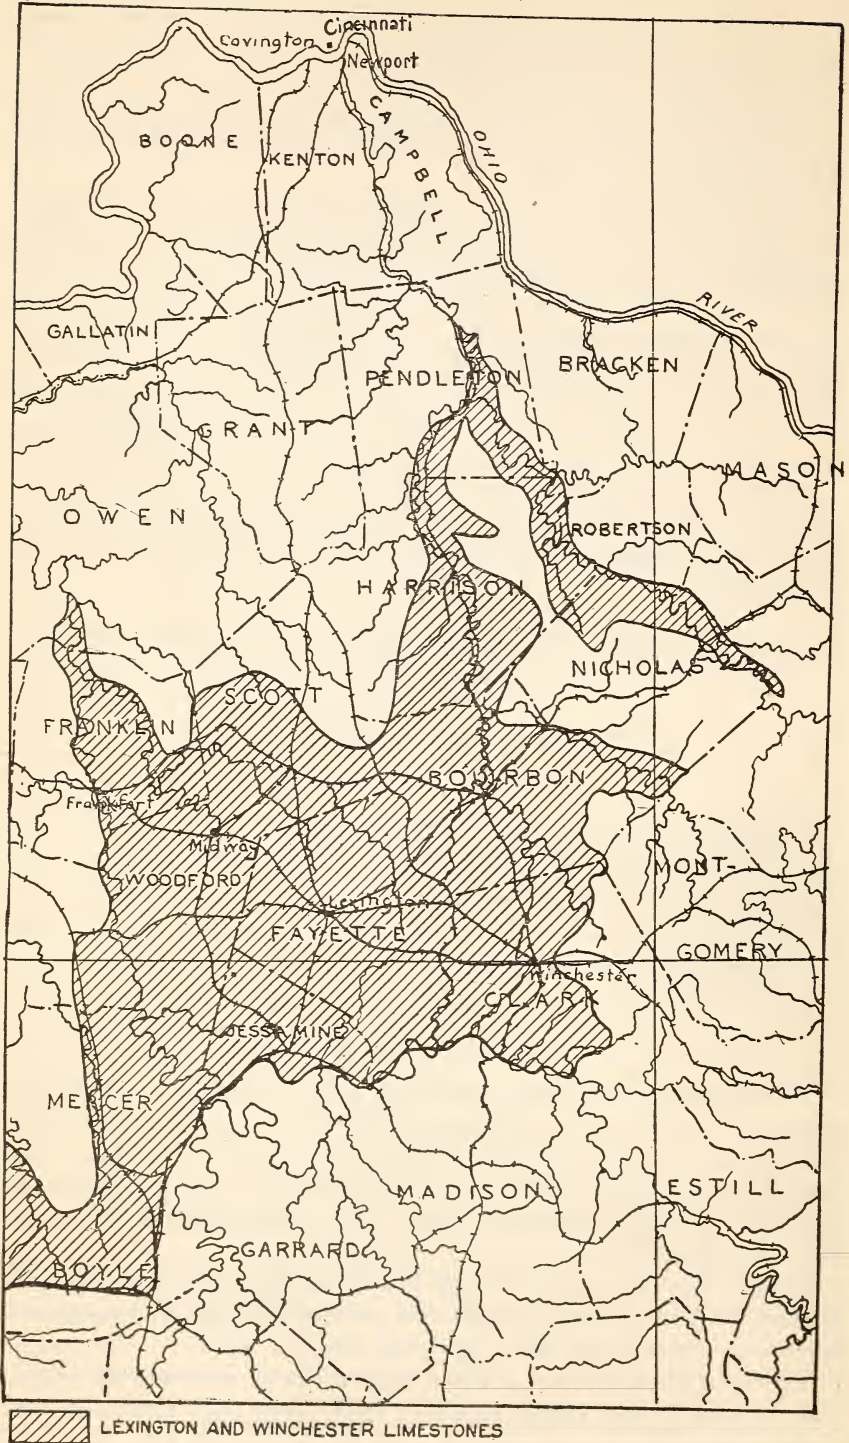 Cincinnati
Covington
Newport
CAMPBELL
BOONE
KENTON
OHIO
RIVER
GALLATIN
PENDLETON
BRACKEN
GRANT
MASON
OWEN
ROBERTSON
HARRISON
NICHOLAS
SCOTT
FRANKLIN
BOURBON
Frankfort
Midway
MONT-
WOODFORD
Lexington
FAYETTE
GOMERY
Winchester
CLARK
JESSAMINE
MERCER
MADISON
ESTILL
GARRARD
BOYLE
LEXINGTON AND WINCHESTER LIMESTONES